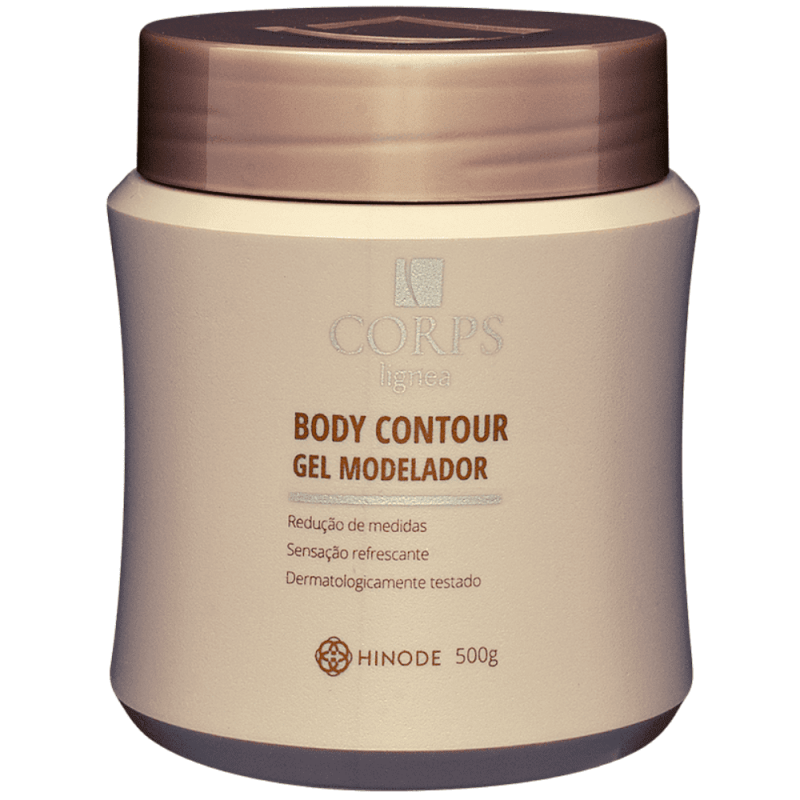 CORPS
lignea
BODY CONTOUR
GEL MODELADOR
Redução de medidas
Sensação refrescante
Dermatologicamente testado
HINODE 500g